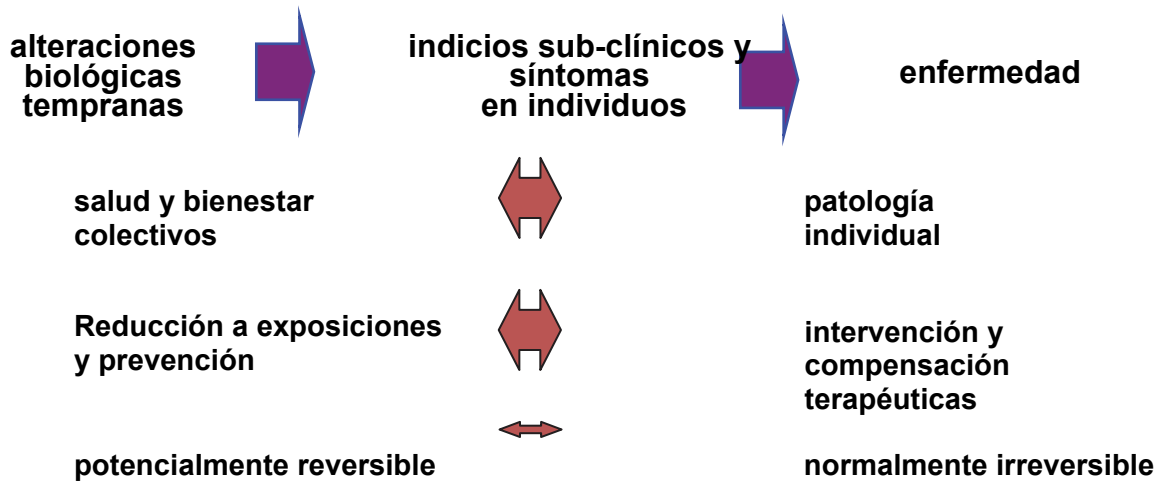 alteraciones
biológicas
tempranas
indicios sub-clínicos y
síntomas
en individuos
enfermedad
salud y bienestar
colectivos
patología
individual
Reducción a exposiciones
y prevención
intervención y
compensación
terapéuticas
potencialmente reversible
normalmente irreversible